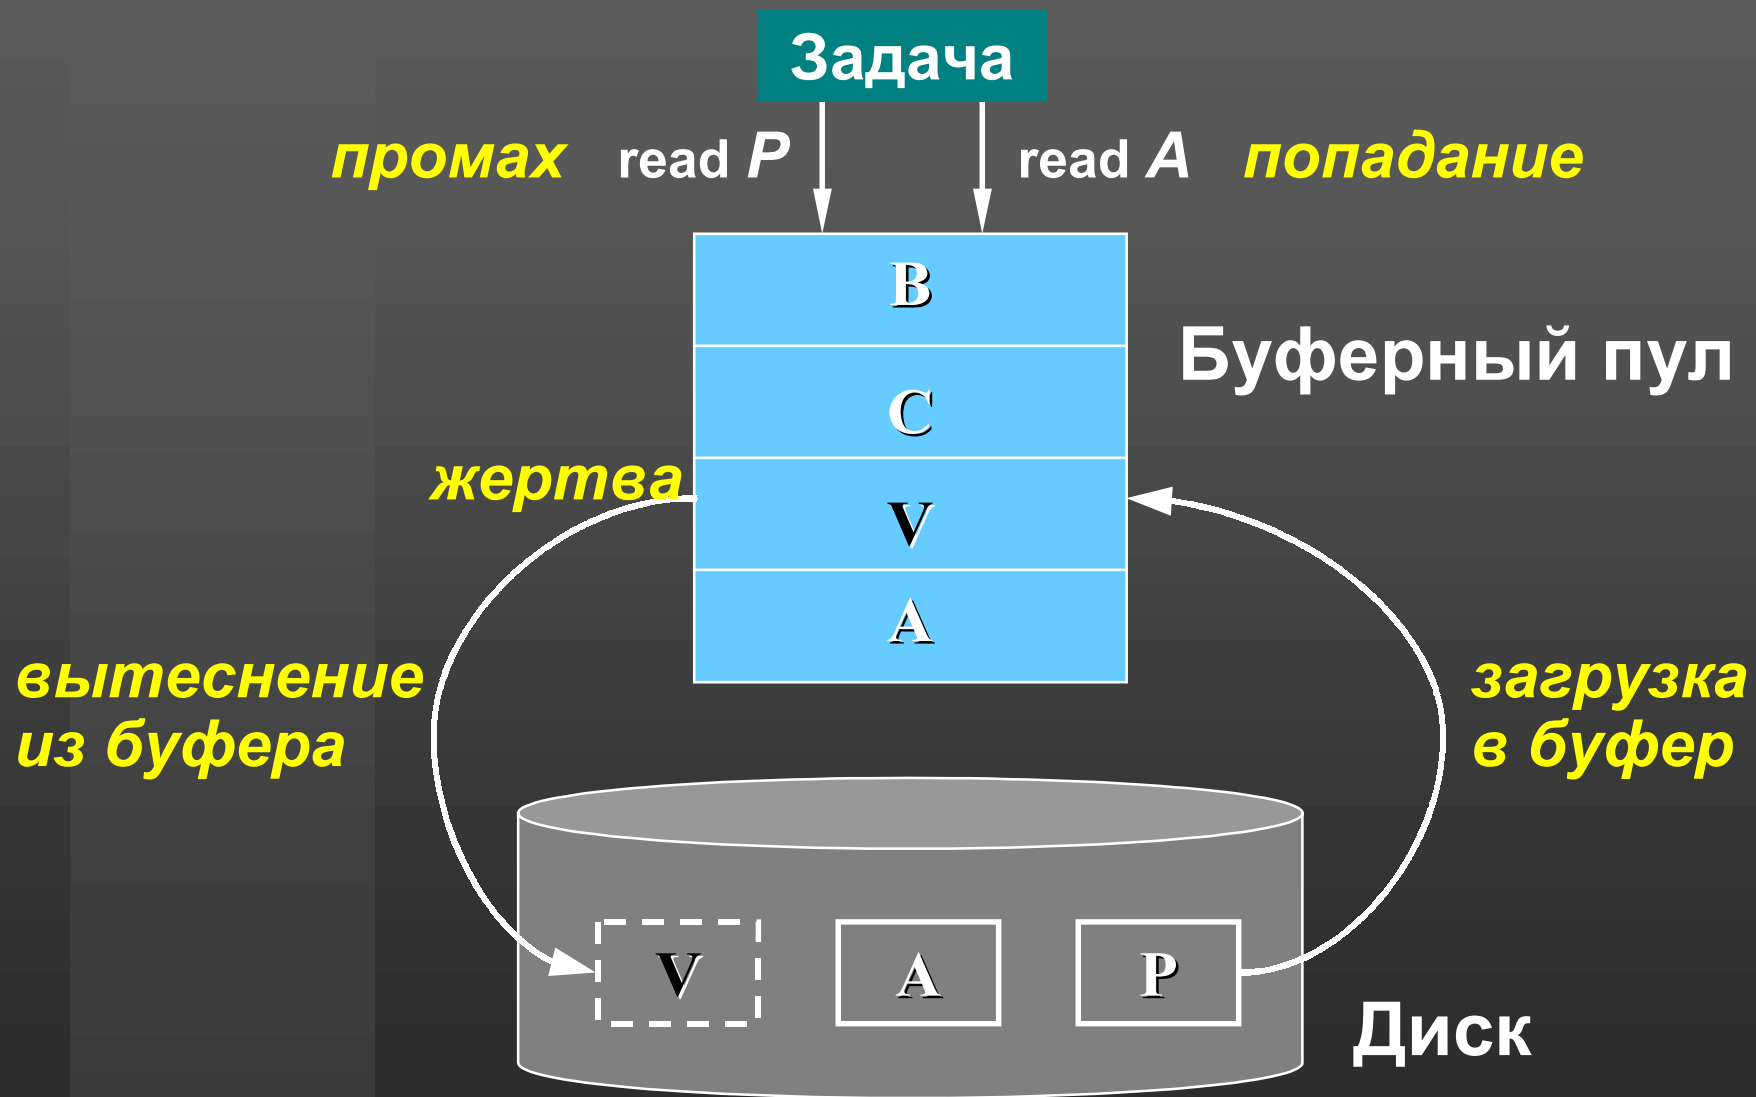 Задача
промах read P read A попадание
B
Буферный пул
C
жертва
V
A
вытеснение
из буфера
загрузка
в буфер
V A P
Диск